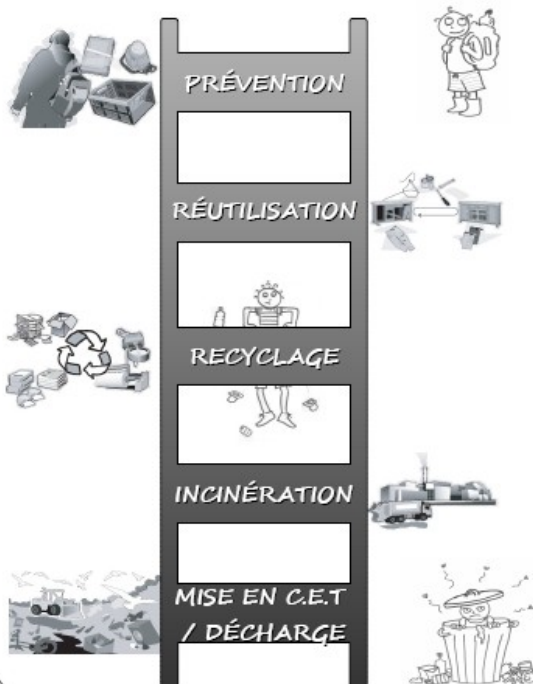 PRÉVENTION
RÉUTILISATION
RECYCLAGE
INCINÉRATION
MISE EN C.E.T
/ DÉCHARGE